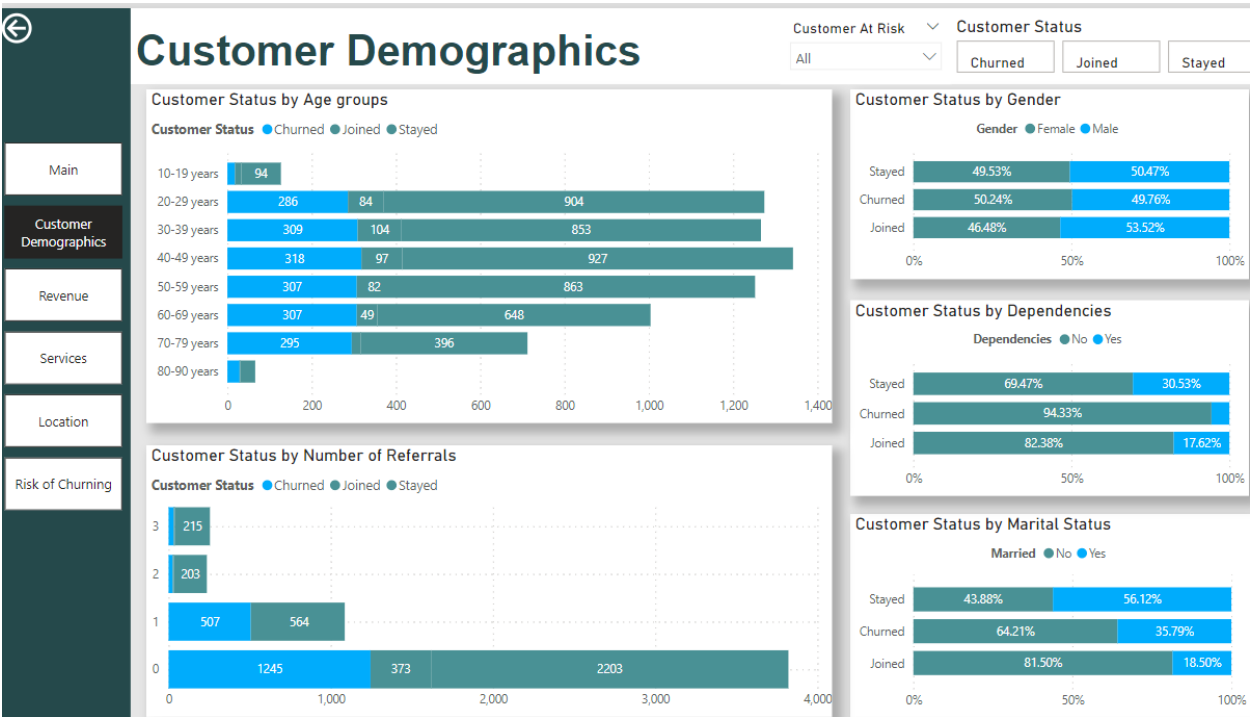 Customer Demographics
Customer At Risk
All
Customer Status
Churned
Joined
Stayed
Main
Customer
Demographics
Revenue
Services
Location
Risk of Churning
Customer Status by Age groups
Customer Status Churned Joined Stayed
10-19 years 94
20-29 years 286 84 904
30-39 years 309 104 853
40-49 years 318 97 927
50-59 years 307 82 863
60-69 years 307 49 648
70-79 years 295 396
80-90 years
0 200 400 600 800 1,000 1,200 1,400
Customer Status by Number of Referrals
Customer Status Churned Joined Stayed
3 215
2 203
1 507 564
0 1245 373 2203
0 1,000 2,000 3,000 4,000
Customer Status by Gender
Gender Female Male
Stayed 49.53% 50.47%
Churned 50.24% 49.76%
Joined 46.48% 53.52%
0% 50% 100%
Customer Status by Dependencies
Dependencies No Yes
Stayed 69.47% 30.53%
Churned 94.33%
Joined 82.38% 17.62%
0% 50% 100%
Customer Status by Marital Status
Married No Yes
Stayed 43.88% 56.12%
Churned 64.21% 35.79%
Joined 81.50% 18.50%
0% 50% 100%